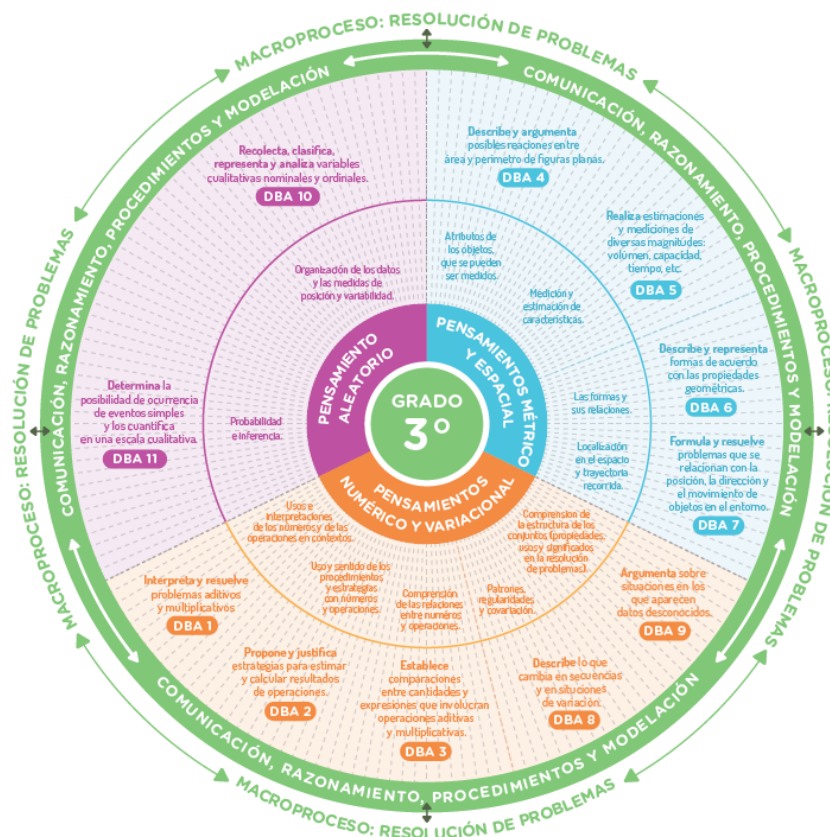 MACROPROCESO: RESOLUCIÓN DE PROBLEMAS
MACROPROCESO: RESOLUCIÓN DE PROBLEMAS
MACROPROCESO: RESOLUCIÓN DE PROBLEMAS
MACROPROCESO: RESOLUCIÓN DE PROBLEMAS
COMUNICACIÓN, RAZONAMIENTO, PROCEDIMIENTOS Y MODELACIÓN
COMUNICACIÓN, RAZONAMIENTO, PROCEDIMIENTOS Y MODELACIÓN
COMUNICACIÓN, RAZONAMIENTO, PROCEDIMIENTOS Y MODELACIÓN
GRADO
3º
PENSAMIENTO
ALEATORIO
PENSAMIENTOS MÉTRICO
Y ESPACIAL
PENSAMIENTOS
NUMÉRICO Y VARIACIONAL
Recolecta, clasifica,
representa y analiza variables
cualitativas nominales y ordinales.
DBA 10
Organización de los datos
y las medidas de
posición y variabilidad.
Determina la
posibilidad de ocurrencia
de eventos simples
y los cuantifica
en una escala cualitativa.
DBA 11
Probabilidad
e inferencia.
Describe y argumenta
posibles reaciones entre
área y perímetro de figuras planas.
DBA 4
Atributos de
los objetos,
que se pueden
ser medidos.
Realiza estimaciones
y mediciones de
diversas magnitudes:
volumen, capacidad,
tiempo, etc.
DBA 5
Medición y
estimación de
características.
Describe y representa
formas de acuerdo
con las propiedades
geométricas.
DBA 6
Las formas y
sus relaciones.
Formula y resuelve
problemas que se
relacionan con la
posición, la dirección y
el movimiento de
objetos en el entorno.
DBA 7
Localización
en el espacio
y trayectoria
recorrida.
Usos e
interpretaciones
de los números y de las
operaciones en contextos.
Uso y sentido de los
procedimientos
y estrategias
con números
y operaciones.
Comprensión
de las relaciones
entre números
y operaciones.
Patrones,
regularidades
y covariación.
Comprension de
la estructura de los
conjuntos (propiedades,
usos y significados
en la resolución
de problemas).
Interpreta y resuelve
problemas aditivos
y multiplicativos
DBA 1
Propone y justifica
estrategias para estimar
y calcular resultados
de operaciones.
DBA 2
Establece
comparaciones
entre cantidades y
expresiones que involucran
operaciones aditivas
y multiplicativas.
DBA 3
Describe lo que
cambia en secuencias
y en situciones
de variación.
DBA 8
Argumenta sobre
situaciones en los
que aparecen
datos desconocidos.
DBA 9